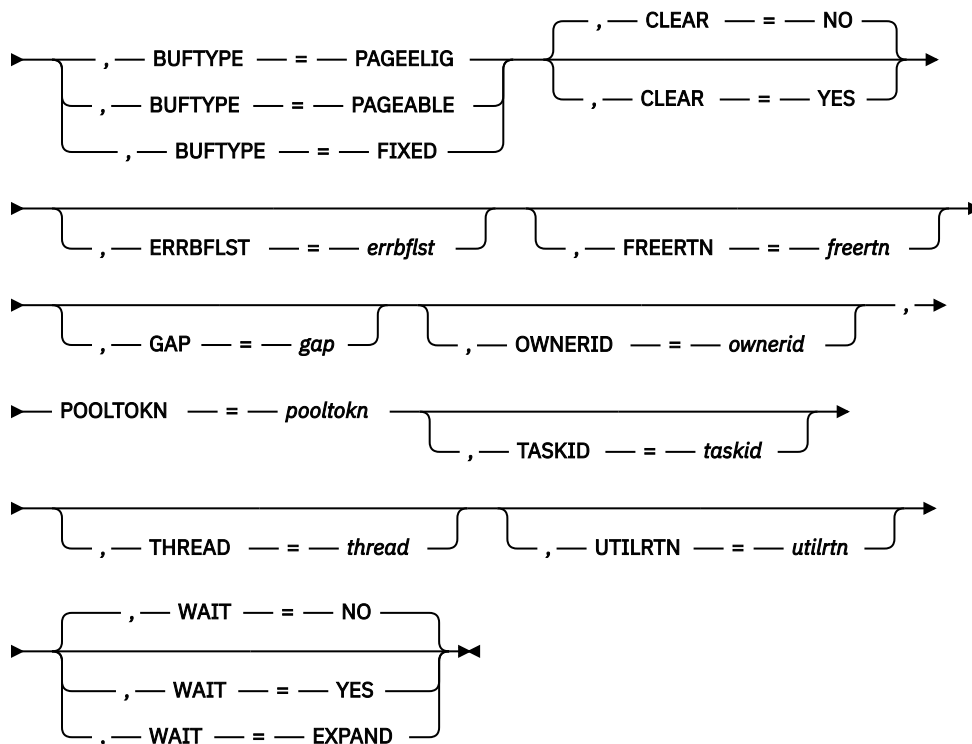 , CLEAR = NO
, BUFTYPE = PAGEELIG
, BUFTYPE = PAGEABLE
, CLEAR = YES
, BUFTYPE = FIXED
, ERRBFLST = errbflst
, FREERTN = freertn
,
, GAP = gap
, OWNERID = ownerid
POOLTOKN = pooltokn
, TASKID = taskid
, THREAD = thread
, UTILRTN = utilrtn
, WAIT = NO
, WAIT = YES
. WAIT = EXPAND